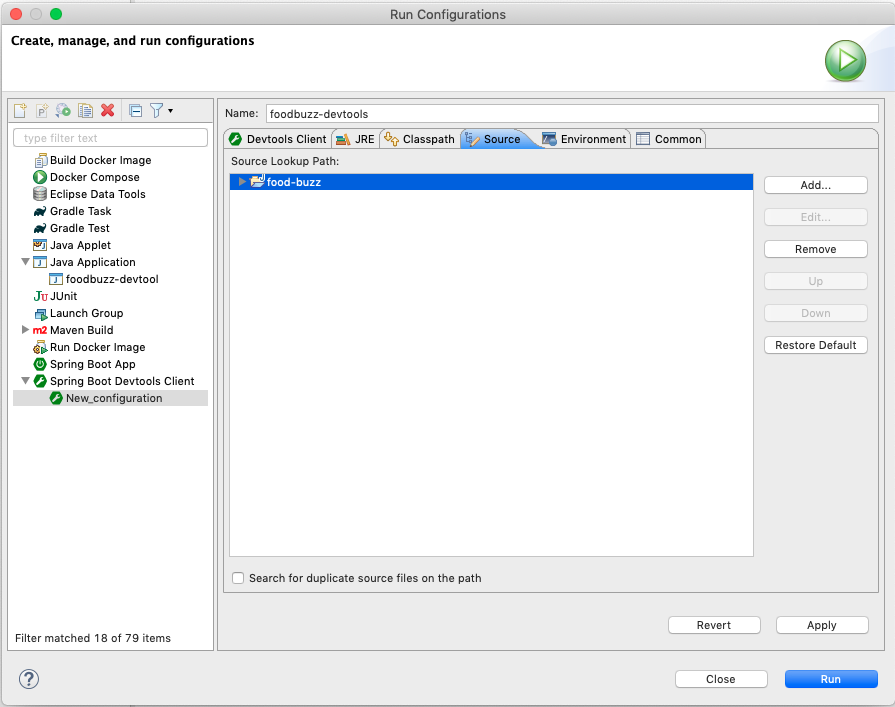 Run Configurations
Create, manage, and run configurations
type filter text
Build Docker Image
Docker Compose
Eclipse Data Tools
Gradle Task
Gradle Test
Java Applet
Java Application
foodbuzz-devtool
Ju JUnit
Launch Group
m2 Maven Build
Run Docker Image
Spring Boot App
Spring Boot Devtools Client
New_configuration
Filter matched 18 of 79 items
Name: foodbuzz-devtools
Devtools Client JRE Classpath Source Environment Common
Source Lookup Path:
food-buzz
Add...
Edit...
Remove
Up
Down
Restore Default
Search for duplicate source files on the path
Revert Apply
? Close Run